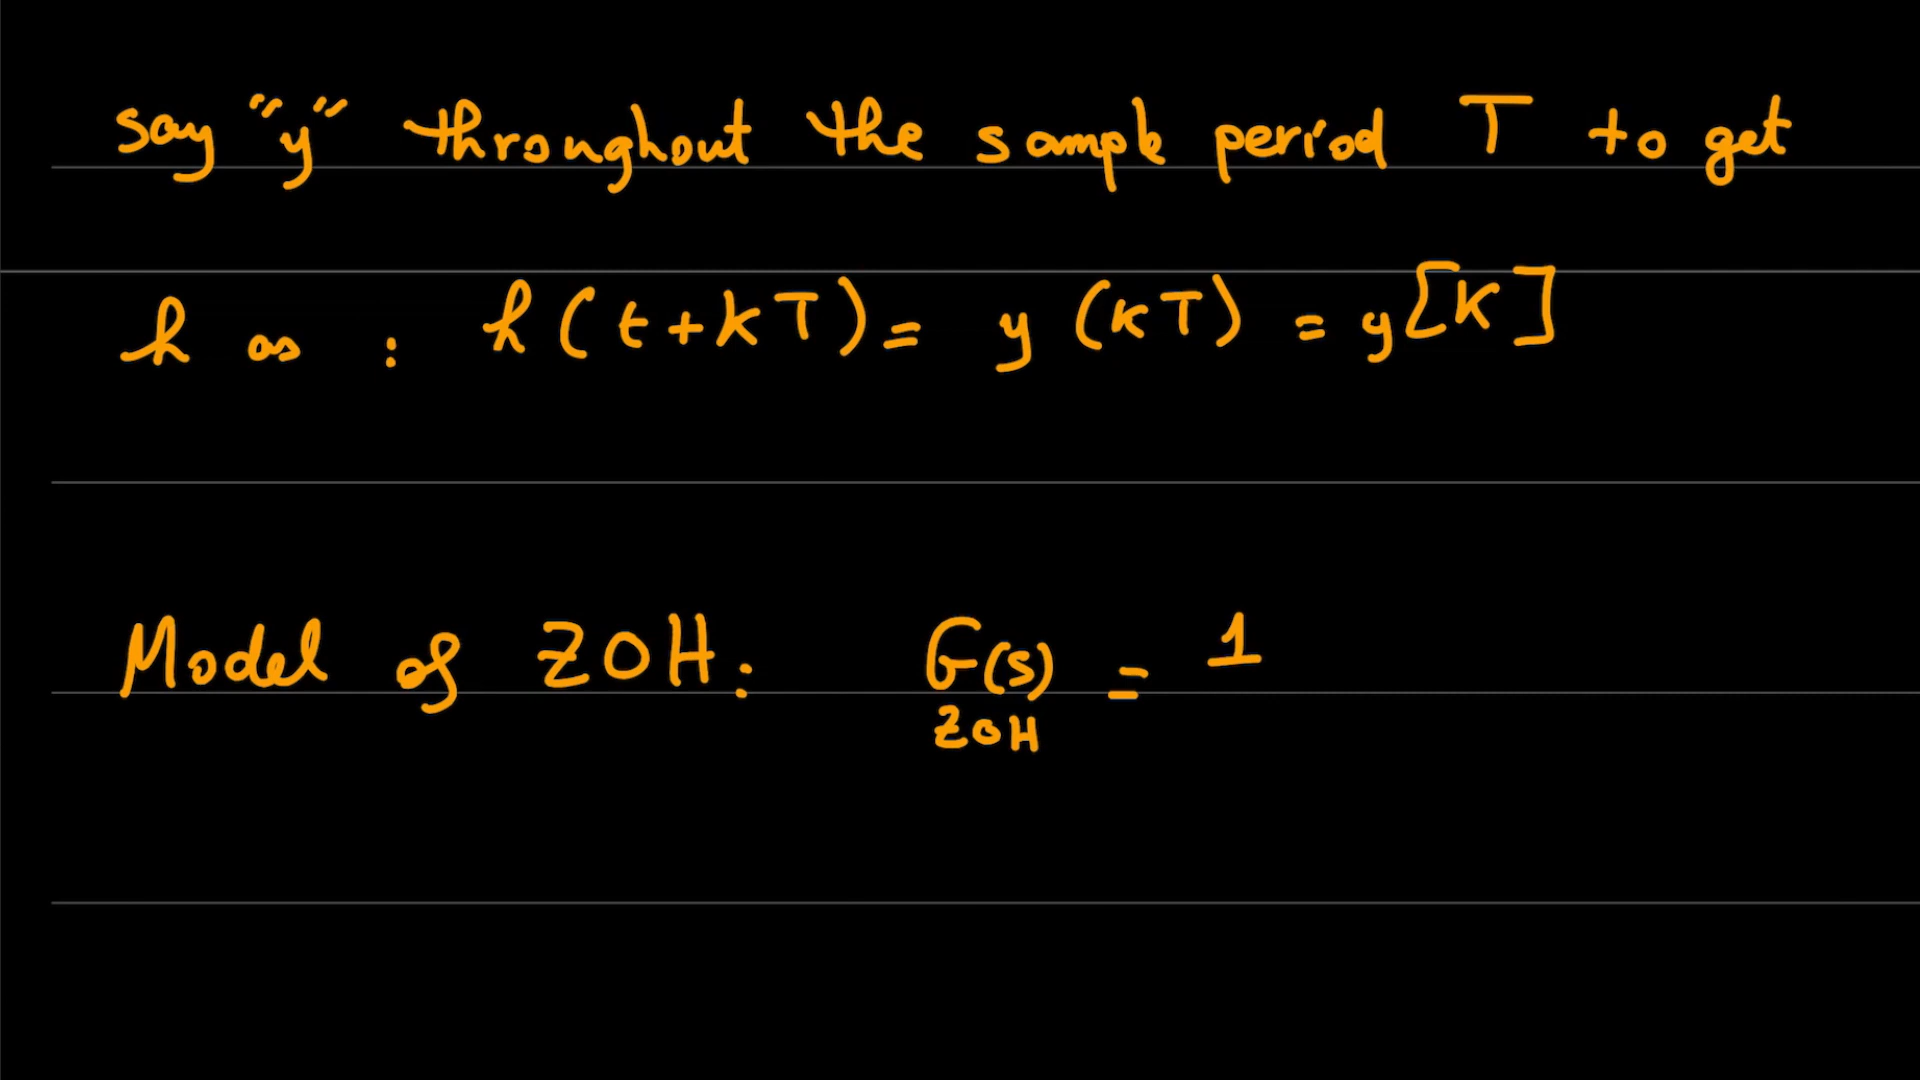 say "y" throughout the sample period T to get
h as : h(t+kT) = y(kT) = y[K]
Model of ZOH: G(s) = 1
ZOH